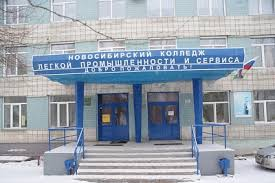 НОВОСИБИРСКИЙ КОЛЛЕДЖ
ЛЕГКОЙ ПРОМЫШЛЕННОСТИ И СЕРВИСА
ДОБРО ПОЖАЛОВАТЬ!